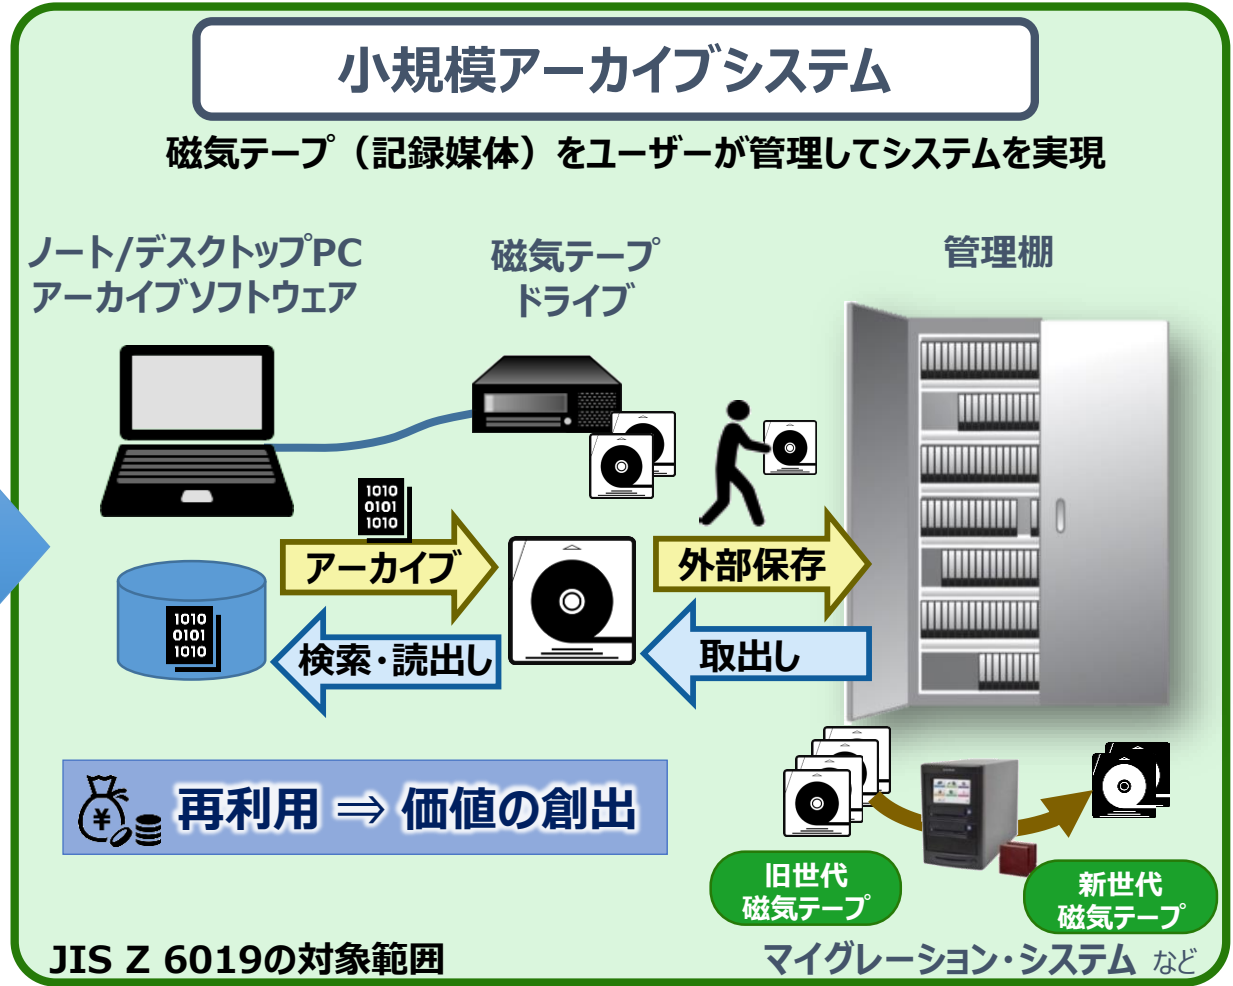 小規模アーカイブシステム
磁気テープ（記録媒体）をユーザーが管理してシステムを実現
ノート/デスクトップPC
アーカイブソフトウェア
磁気テープ
ドライブ
管理棚
1010
0101
1010
アーカイブ
外部保存
1010
0101
1010
検索・読出し
取出し
¥
再利用 ⇒ 価値の創出
旧世代
磁気テープ
新世代
磁気テープ
JIS Z 6019の対象範囲
マイグレーション・システム など